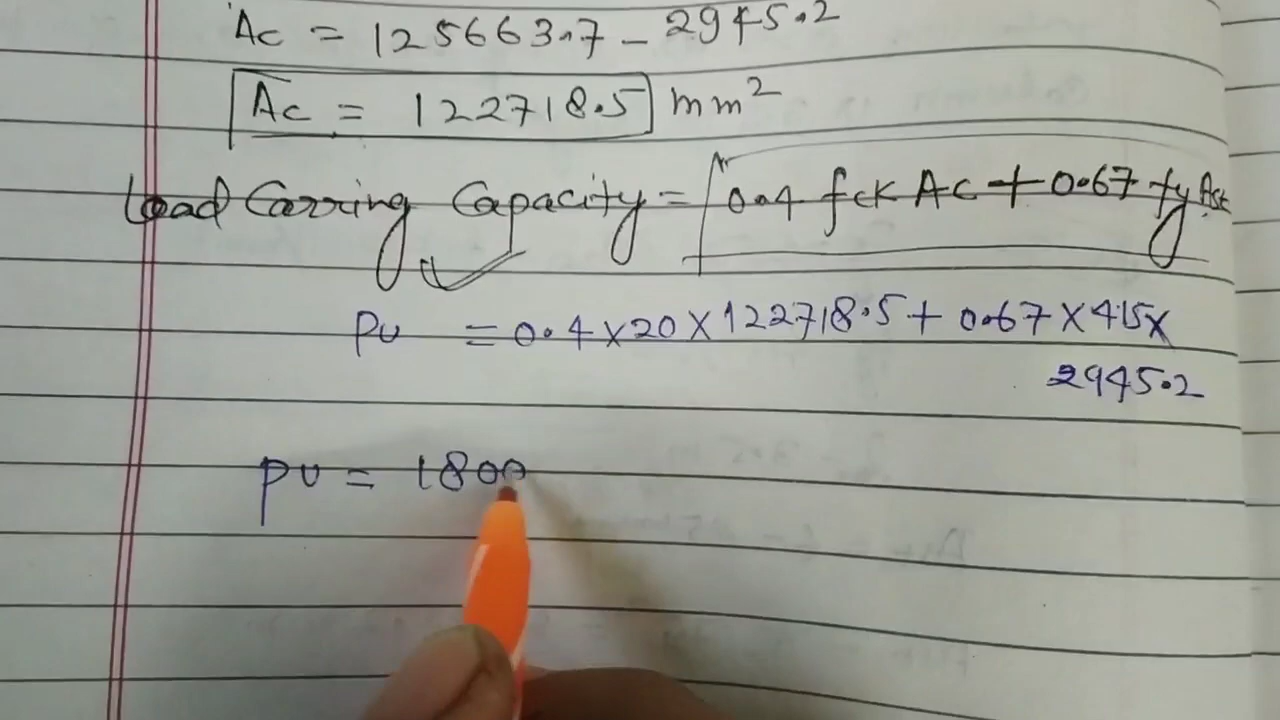 Ac = 125663.7 - 2945.2
Ac = 122718.5 mm²
Load Carring Capacity = 0.4 fck Ac + 0.67 fy Asc
Pu = 0.4 x 20 x 122718.5 + 0.67 x 415 x
2945.2
Pu = 1800